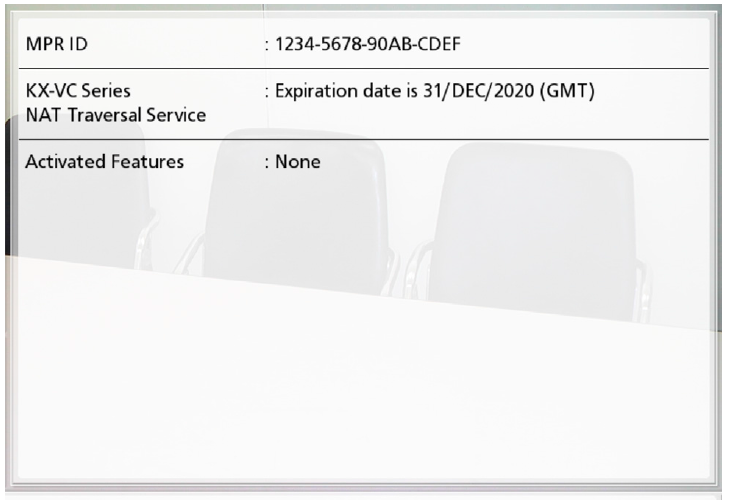 MPR ID : 1234-5678-90AB-CDEF
KX-VC Series : Expiration date is 31/DEC/2020 (GMT)
NAT Traversal Service
Activated Features : None